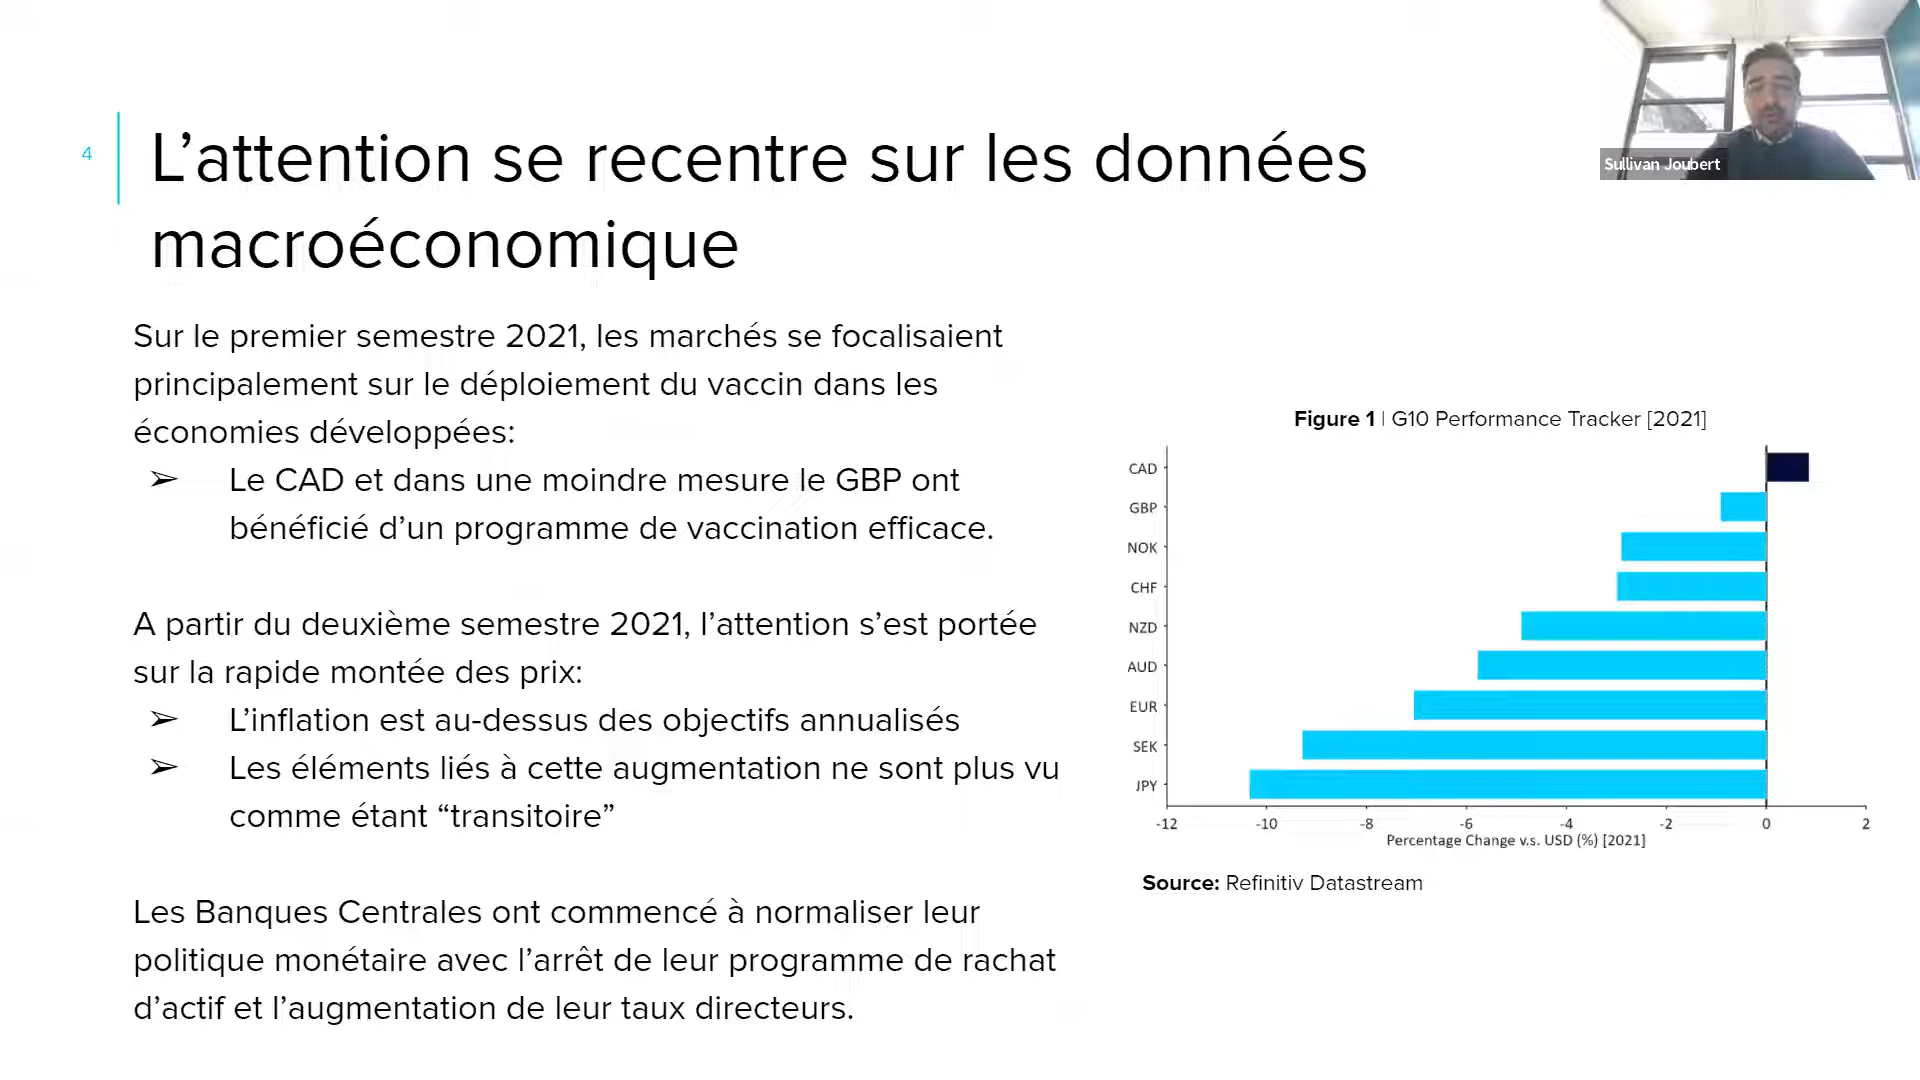 Sullivan Joubert
4
L’attention se recentre sur les données
macroéconomique
Sur le premier semestre 2021, les marchés se focalisaient
principalement sur le déploiement du vaccin dans les
économies développées:
➢ Le CAD et dans une moindre mesure le GBP ont
bénéficié d’un programme de vaccination efficace.
A partir du deuxième semestre 2021, l’attention s’est portée
sur la rapide montée des prix:
➢ L’inflation est au-dessus des objectifs annualisés
➢ Les éléments liés à cette augmentation ne sont plus vu
comme étant “transitoire”
Les Banques Centrales ont commencé à normaliser leur
politique monétaire avec l’arrêt de leur programme de rachat
d’actif et l’augmentation de leur taux directeurs.
Figure 1 | G10 Performance Tracker [2021]
CAD
GBP
NOK
CHF
NZD
AUD
EUR
SEK
JPY
-12 -10 -8 -6 -4 -2 0 2
Percentage Change v.s. USD (%) [2021]
Source: Refinitiv Datastream